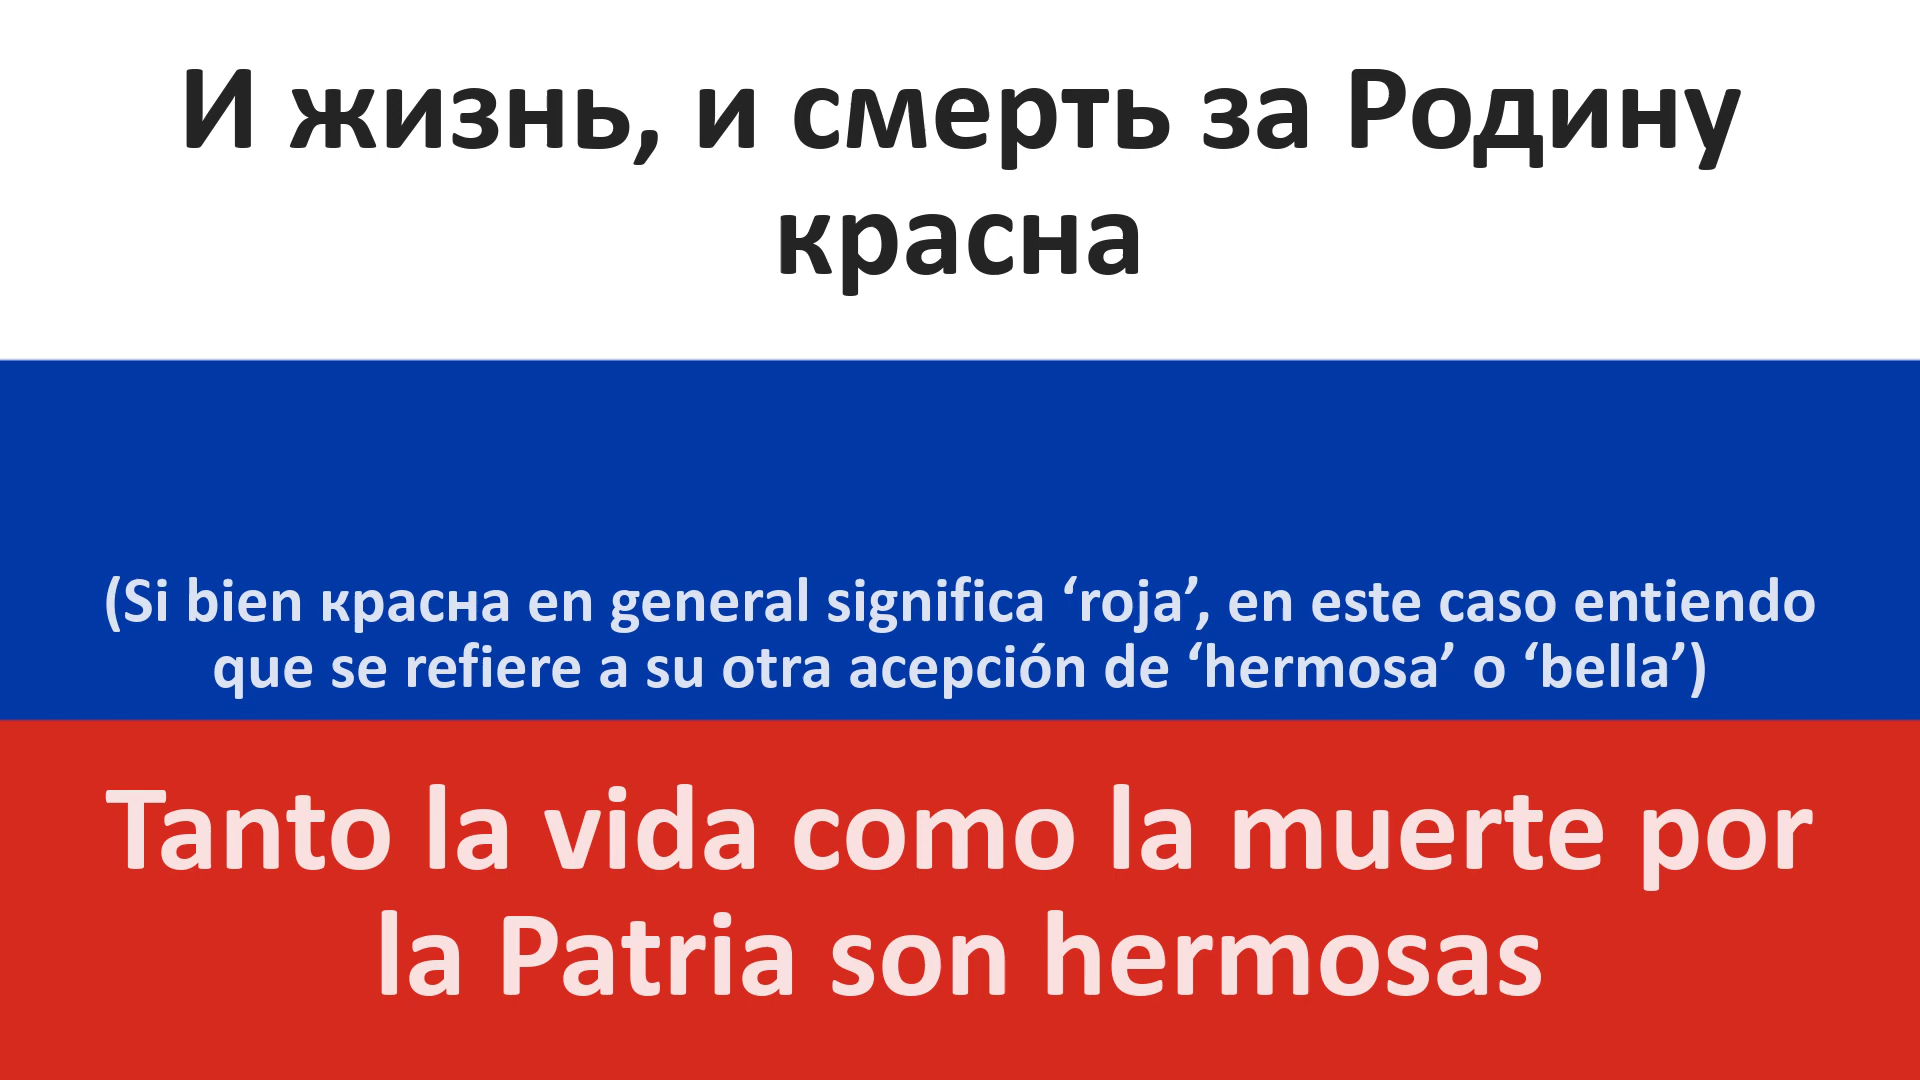 И жизнь, и смерть за Родину
красна
(Si bien красна en general significa ‘roja’, en este caso entiendo
que se refiere a su otra acepción de ‘hermosa’ o ‘bella’)
Tanto la vida como la muerte por
la Patria son hermosas